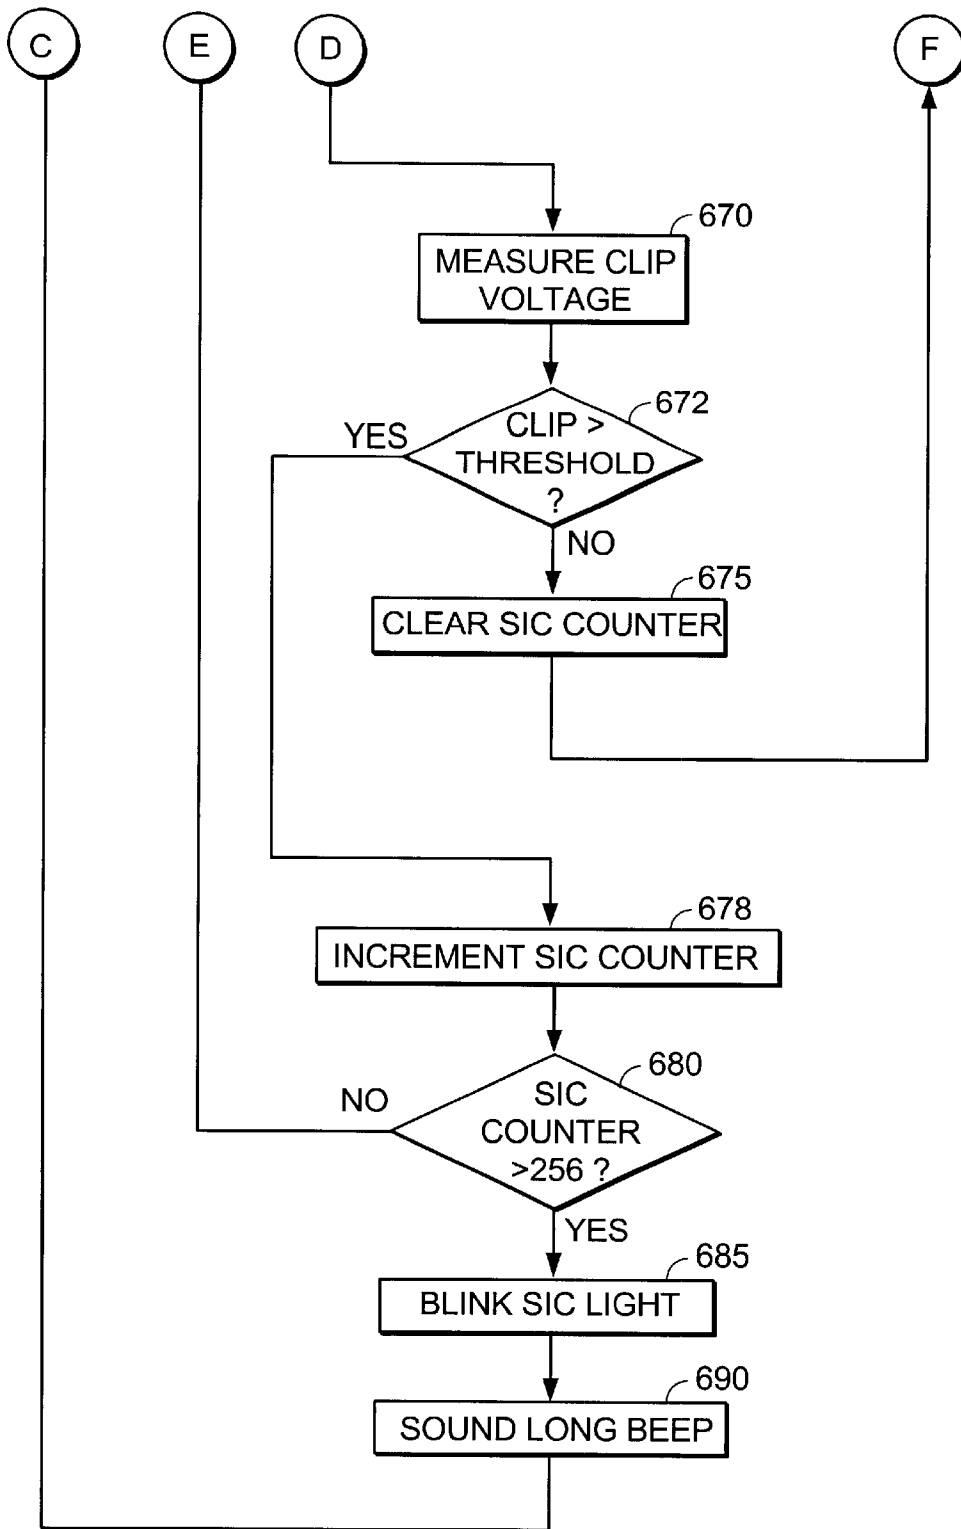 C
E
D
F
670
MEASURE CLIP
VOLTAGE
672
YES
CLIP >
THRESHOLD
?
NO
675
CLEAR SIC COUNTER
678
INCREMENT SIC COUNTER
680
NO
SIC
COUNTER
>256 ?
YES
685
BLINK SIC LIGHT
690
SOUND LONG BEEP